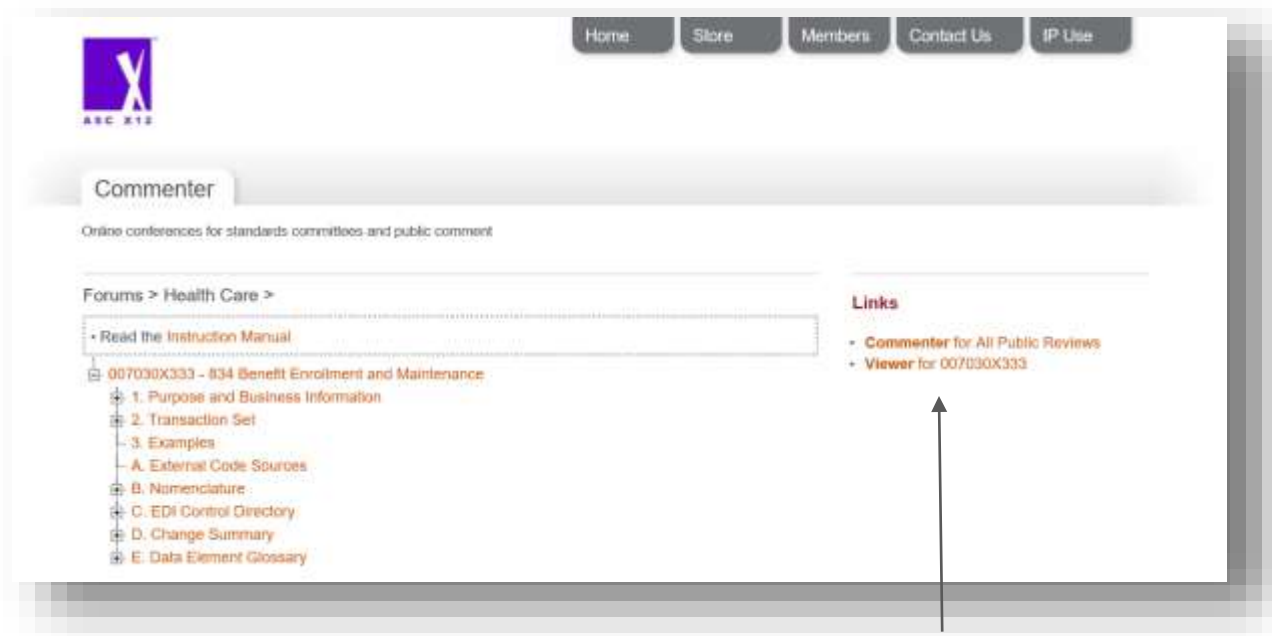 Home Store Members Contact Us IP Use
ASC X12
Commenter
Online conferences for standards committees and public comment
Forums > Health Care >
• Read the Instruction Manual
007030X333 - 834 Benefit Enrollment and Maintenance
1. Purpose and Business Information
2. Transaction Set
3. Examples
A. External Code Sources
B. Nomenclature
C. EDI Control Directory
D. Change Summary
E. Data Element Glossary
Links
• Commenter for All Public Reviews
• Viewer for 007030X333